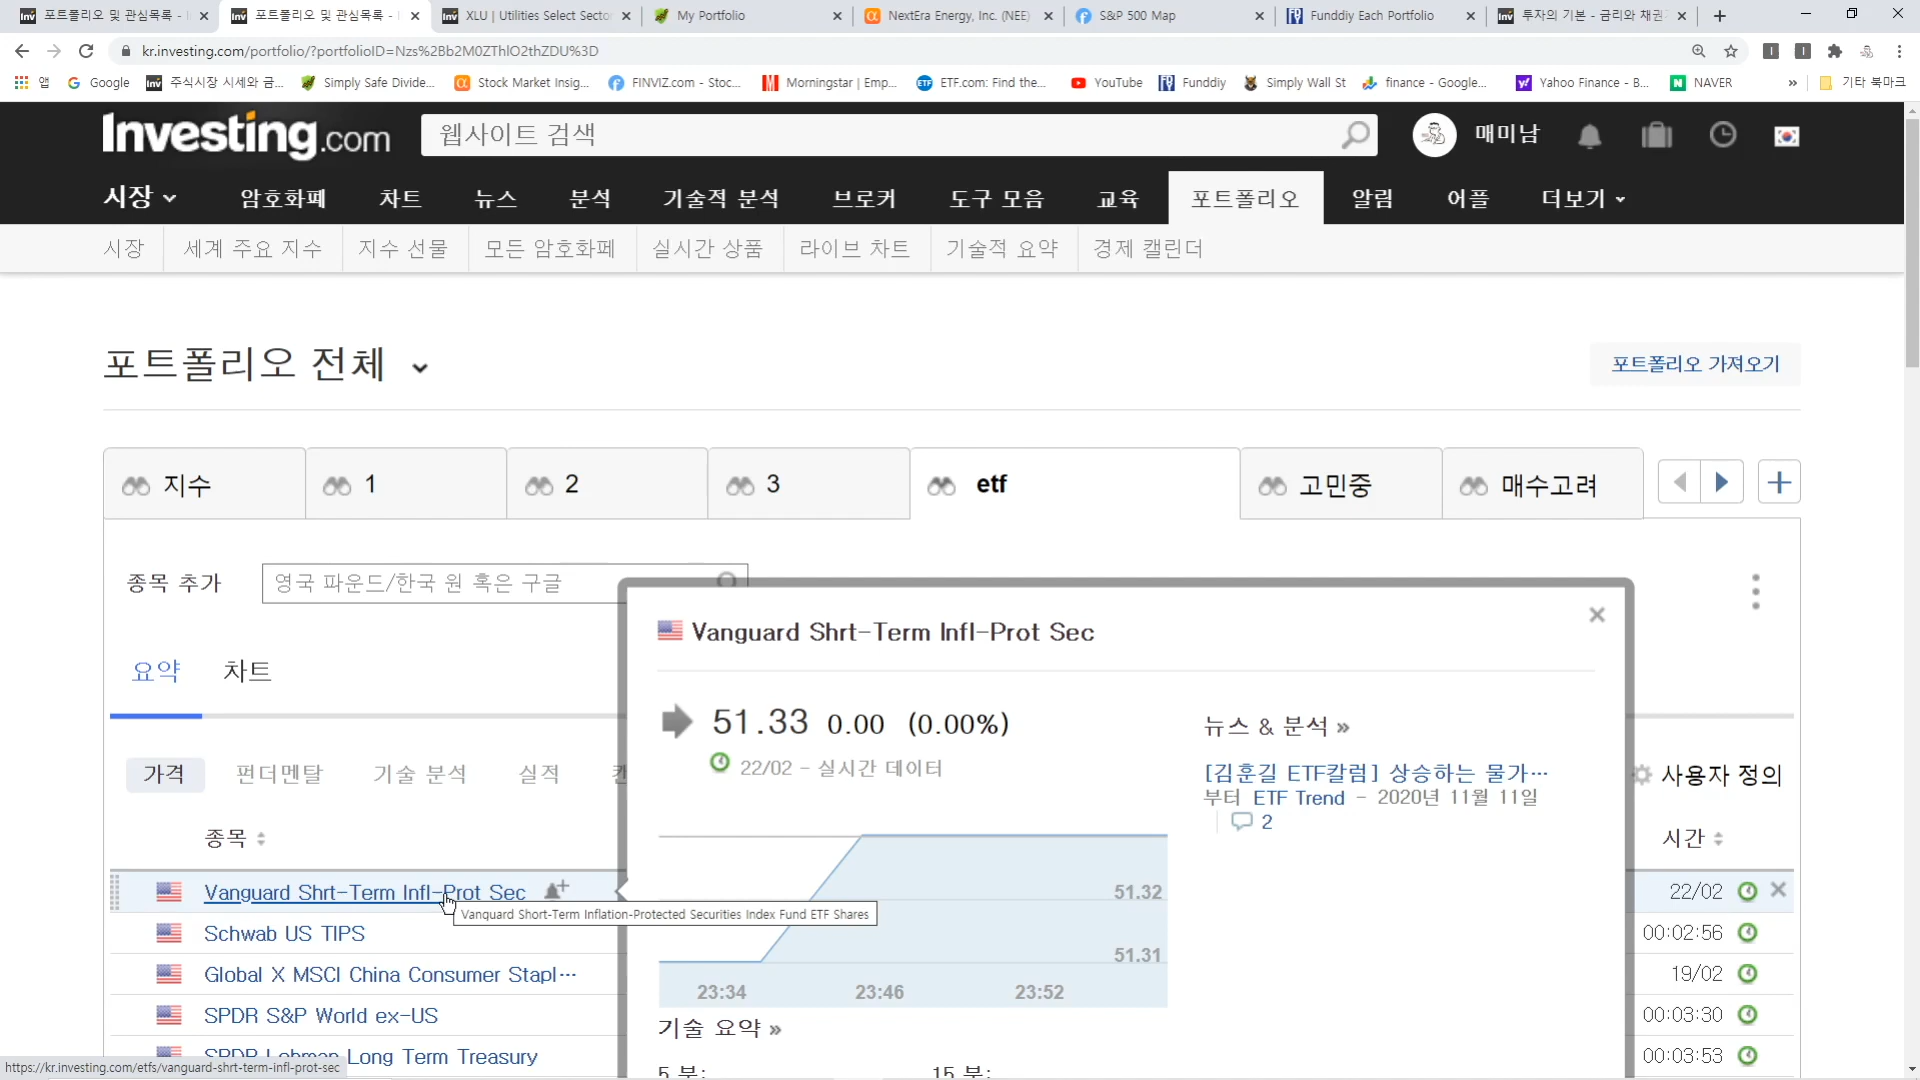 포트폴리오 및 관심목록 -
포트폴리오 및 관심목록 -
XLU | Utilities Select Secto
My Portfolio
NextEra Energy, Inc. (NEE)
S&P 500 Map
Funddiy Each Portfolio
투자의 기본 - 금리와 채권
kr.investing.com/portfolio/?portfolioID=Nzs%2Bb2M0ZThlO2thZDU%3D
앱
Google
주식시장 시세와 금...
Simply Safe Divide...
Stock Market Insig...
FINVIZ.com - Stoc...
Morningstar | Emp...
ETF.com: Find the...
YouTube
Funddiy
Simply Wall St
finance - Google...
Yahoo Finance - B...
NAVER
»
기타 북마크
Investing.com
웹사이트 검색
매미남
시장
암호화폐
차트
뉴스
분석
기술적 분석
브로커
도구 모음
교육
포트폴리오
알림
어플
더보기
시장
세계 주요 지수
지수 선물
모든 암호화폐
실시간 상품
라이브 차트
기술적 요약
경제 캘린더
포트폴리오 전체
포트폴리오 가져오기
지수
1
2
3
etf
고민중
매수고려
종목 추가
영국 파운드/한국 원 혹은 구글
Vanguard Shrt-Term Infl-Prot Sec
요약
차트
51.33 0.00 (0.00%)
22/02 - 실시간 데이터
뉴스 & 분석 »
[김훈길 ETF칼럼] 상승하는 물가…
부터 ETF Trend - 2020년 11월 11일
2
가격
펀더멘탈
기술 분석
실적
사용자 정의
종목
시간
Vanguard Shrt-Term Infl-Prot Sec
22/02
Vanguard Short-Term Inflation-Protected Securities Index Fund ETF Shares
51.32
Schwab US TIPS
00:02:56
51.31
Global X MSCI China Consumer Stapl…
19/02
23:34
23:46
23:52
SPDR S&P World ex-US
00:03:30
기술 요약 »
SPDR Lehman Long Term Treasury
00:03:53
5 분:
15 분:
https://kr.investing.com/etfs/vanguard-shrt-term-infl-prot-sec